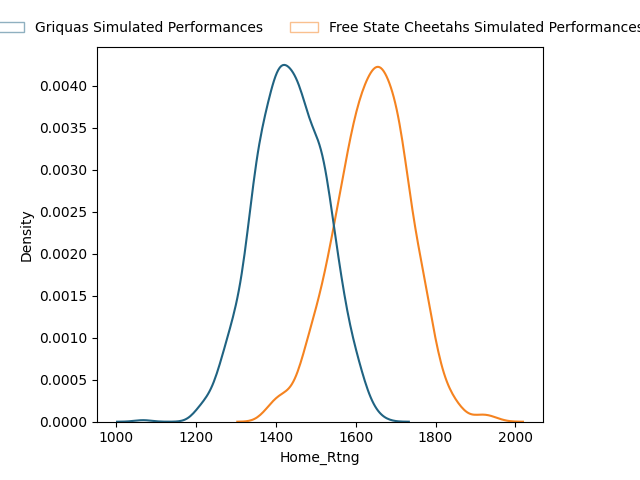 Griquas Simulated Performances Free State Cheetahs Simulated Performances
0.0040
0.0035
0.0030
0.0025
0.0020
0.0015
0.0010
0.0005
0.0000
Density
1000 1200 1400 1600 1800 2000
Home_Rtng